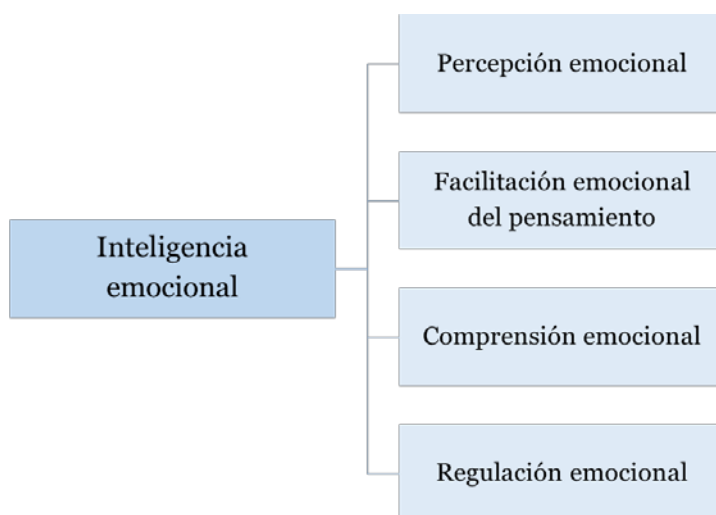 Percepción emocional
Facilitación emocional
del pensamiento
Inteligencia
emocional
Comprensión emocional
Regulación emocional